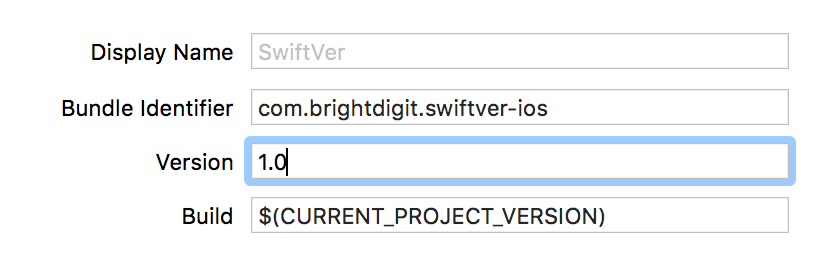 Display Name SwiftVer
Bundle Identifier com.brightdigit.swiftver-ios
Version 1.0
Build $(CURRENT_PROJECT_VERSION)